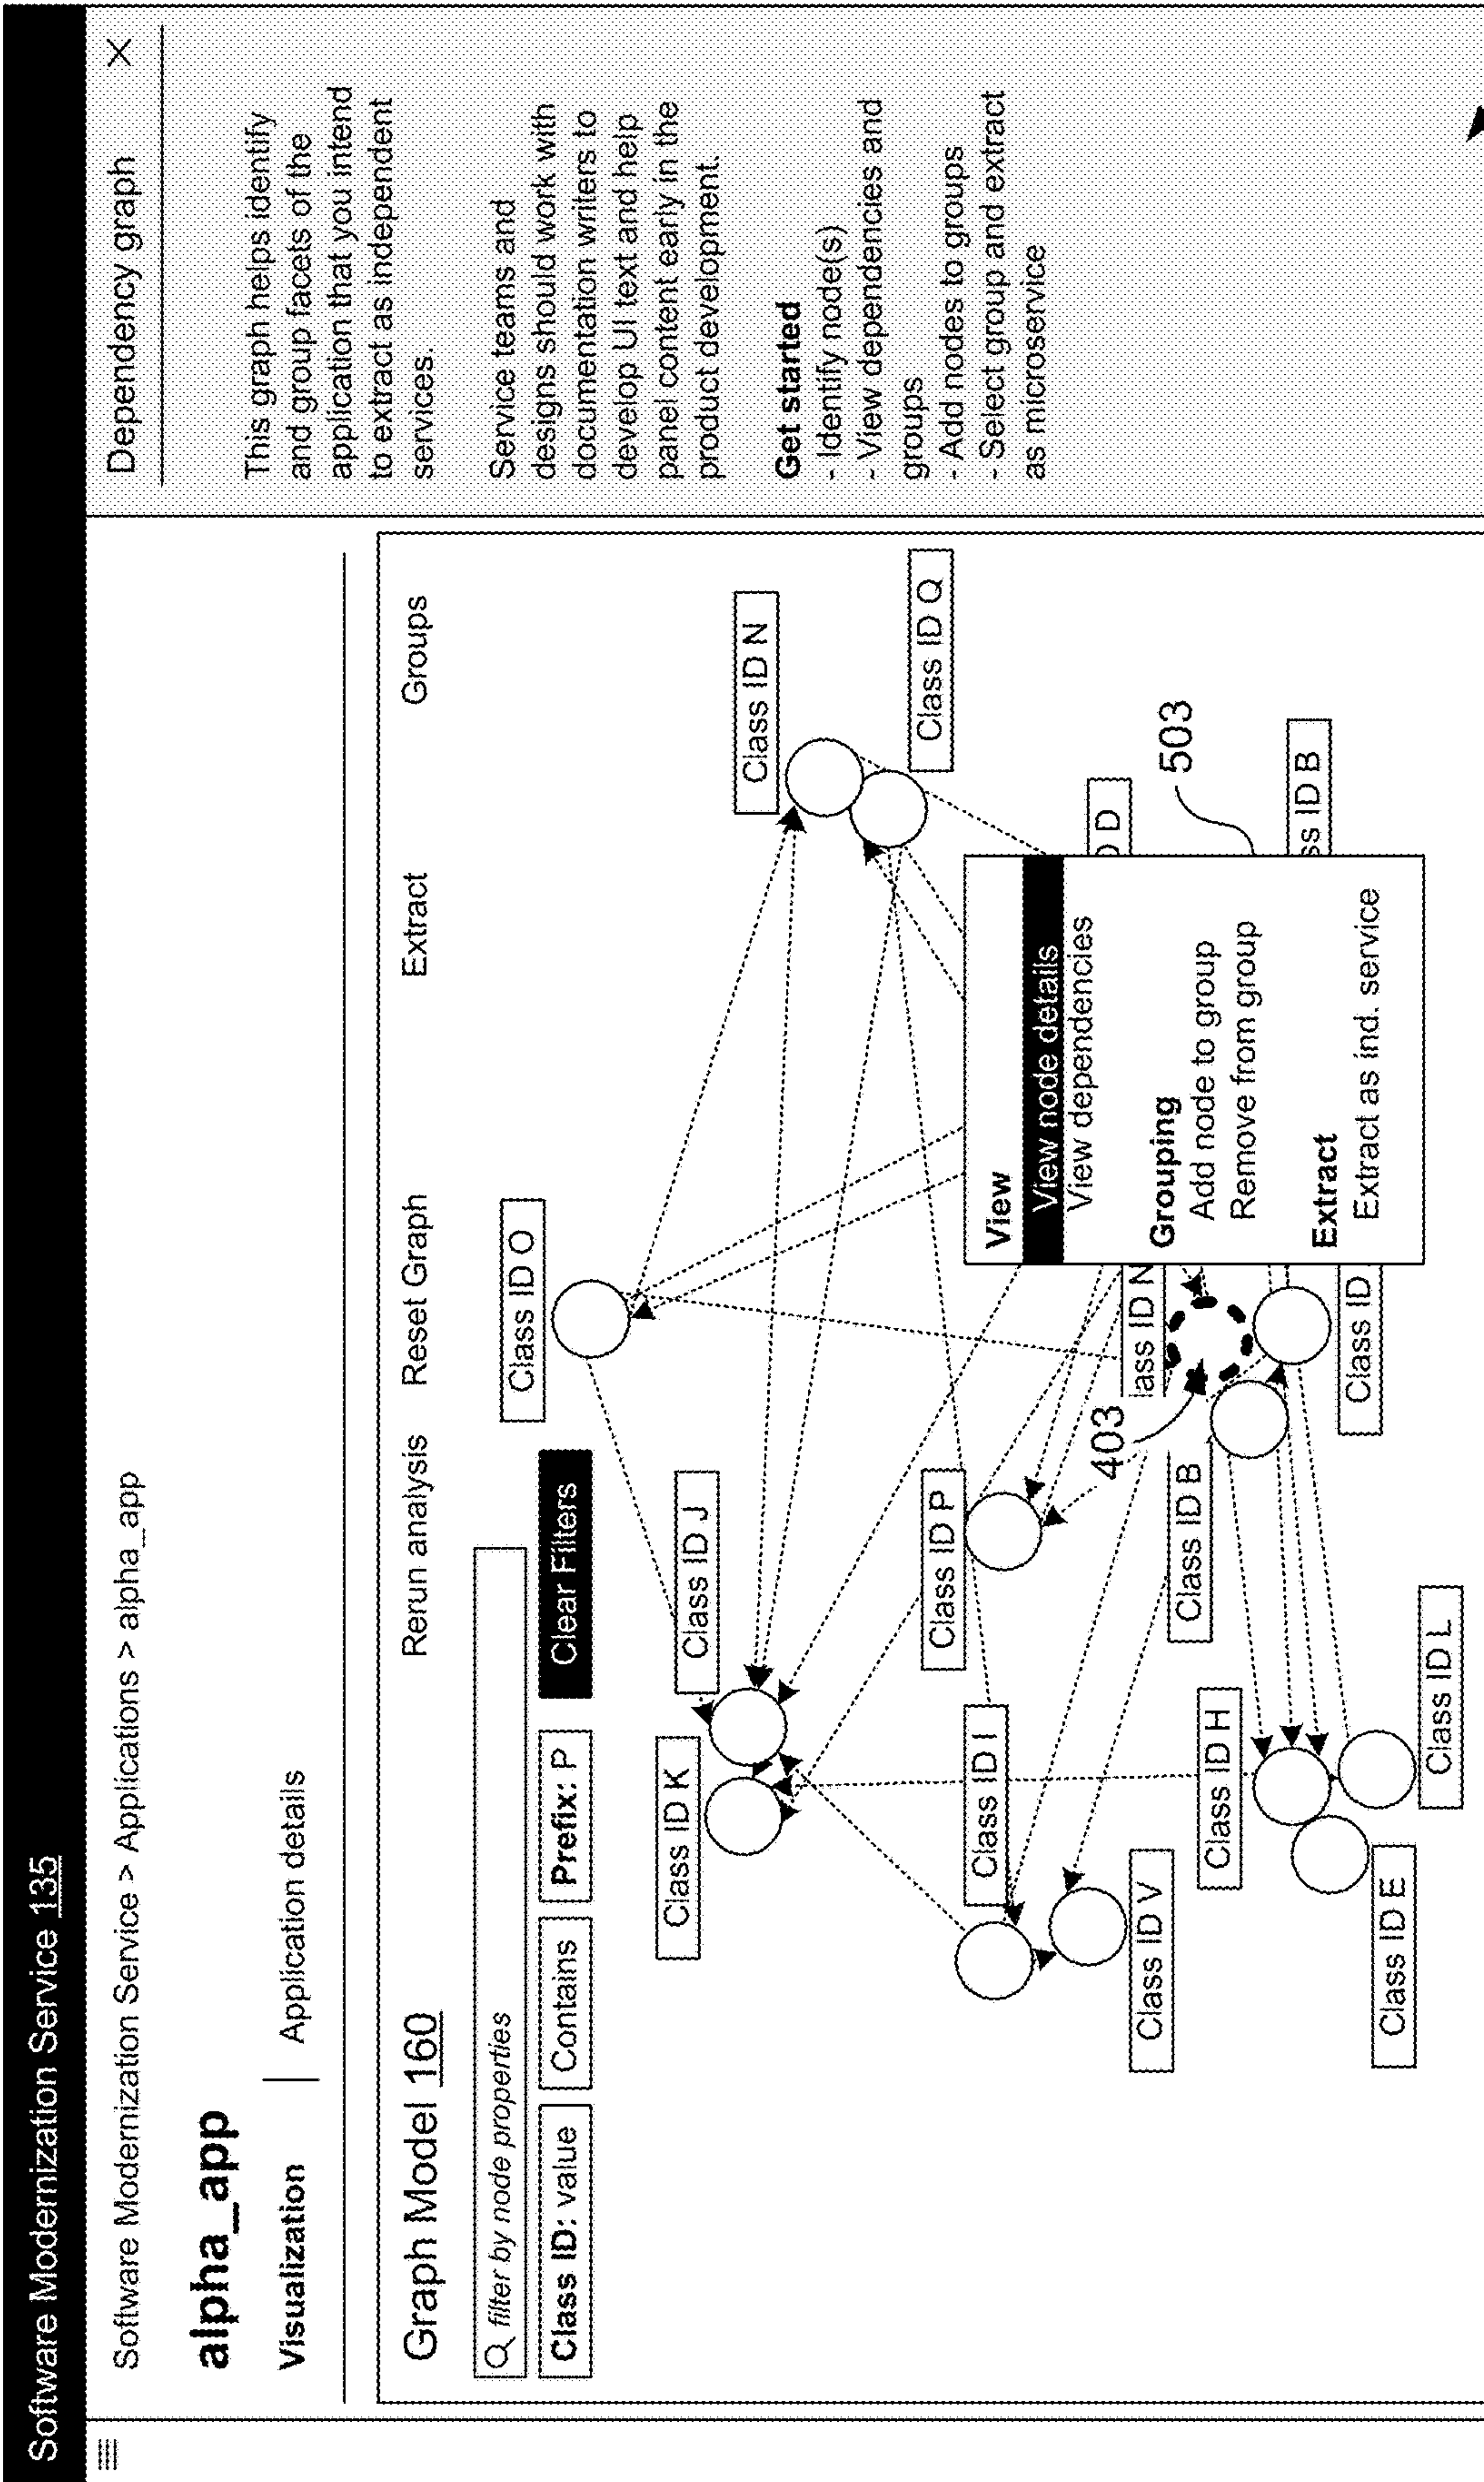 Software Modernization Service 135
Software Modernization Service > Applications > alpha_app
alpha_app
Visualization | Application details
Graph Model 160
Rerun analysis
Reset Graph
Extract
Groups
filter by node properties
Class ID: value
Contains
Prefix: P
Clear Filters
Class ID O
Class ID K
Class ID J
Class ID N
Class ID Q
Class ID P
Class ID I
Class ID V
403
ass ID N
D D
503
Class ID B
ss ID B
Class ID H
Class ID
Class ID E
Class ID L
View
View node details
View dependencies
Grouping
Add node to group
Remove from group
Extract
Extract as ind. service
Dependency graph X
This graph helps identify
and group facets of the
application that you intend
to extract as independent
services.
Service teams and
designs should work with
documentation writers to
develop UI text and help
panel content early in the
product development.
Get started
- Identify node(s)
- View dependencies and
groups
- Add nodes to groups
- Select group and extract
as microservice